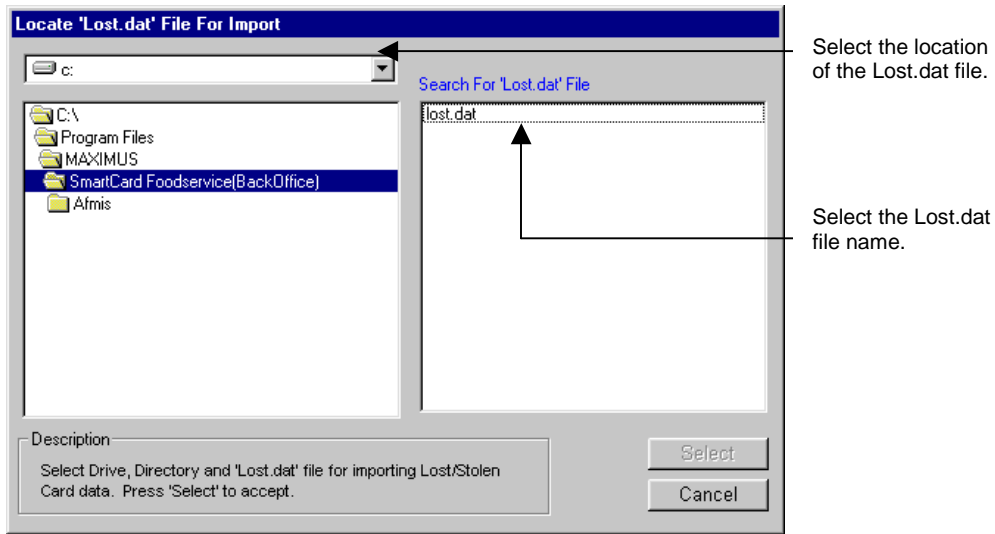 Locate 'Lost.dat' File For Import
c:
Select the location
of the Lost.dat file.
Search For 'Lost.dat' File
C:\
Program Files
MAXIMUS
SmartCard Foodservice(BackOffice)
Afmis
lost.dat
Select the Lost.dat
file name.
Description
Select Drive, Directory and 'Lost.dat' file for importing Lost/Stolen
Card data.  Press 'Select' to accept.
Select
Cancel